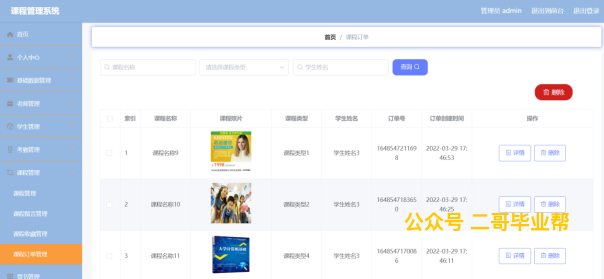 课程管理系统
管理员 admin 退出到前台 退出登录
首页
个人中心
基础数据管理
老师管理
学生管理
考勤管理
课程管理
课程管理
课程留言管理
课程收藏管理
课程订单管理
首页 / 课程订单
课程名称 请选择课程类型 学生姓名 查询
删除
索引 课程名称 课程照片 课程类型 学生姓名 订单号 订单创建时间 操作
1 课程名称9 课程类型1 学生姓名3 1648547211698 2022-03-29 17:46:53 详情 删除
2 课程名称10 课程类型2 学生姓名3 1648547183650 2022-03-29 17:46:25 详情 删除
3 课程名称11 课程类型4 学生姓名3 1648547170086 2022-03-29 17:46:11 详情 删除
公众号 二哥毕业帮